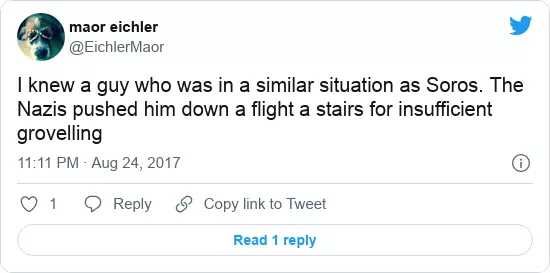 maor eichler
@EichlerMaor
I knew a guy who was in a similar situation as Soros. The
Nazis pushed him down a flight a stairs for insufficient
grovelling
11:11 PM · Aug 24, 2017
1 Reply Copy link to Tweet
Read 1 reply